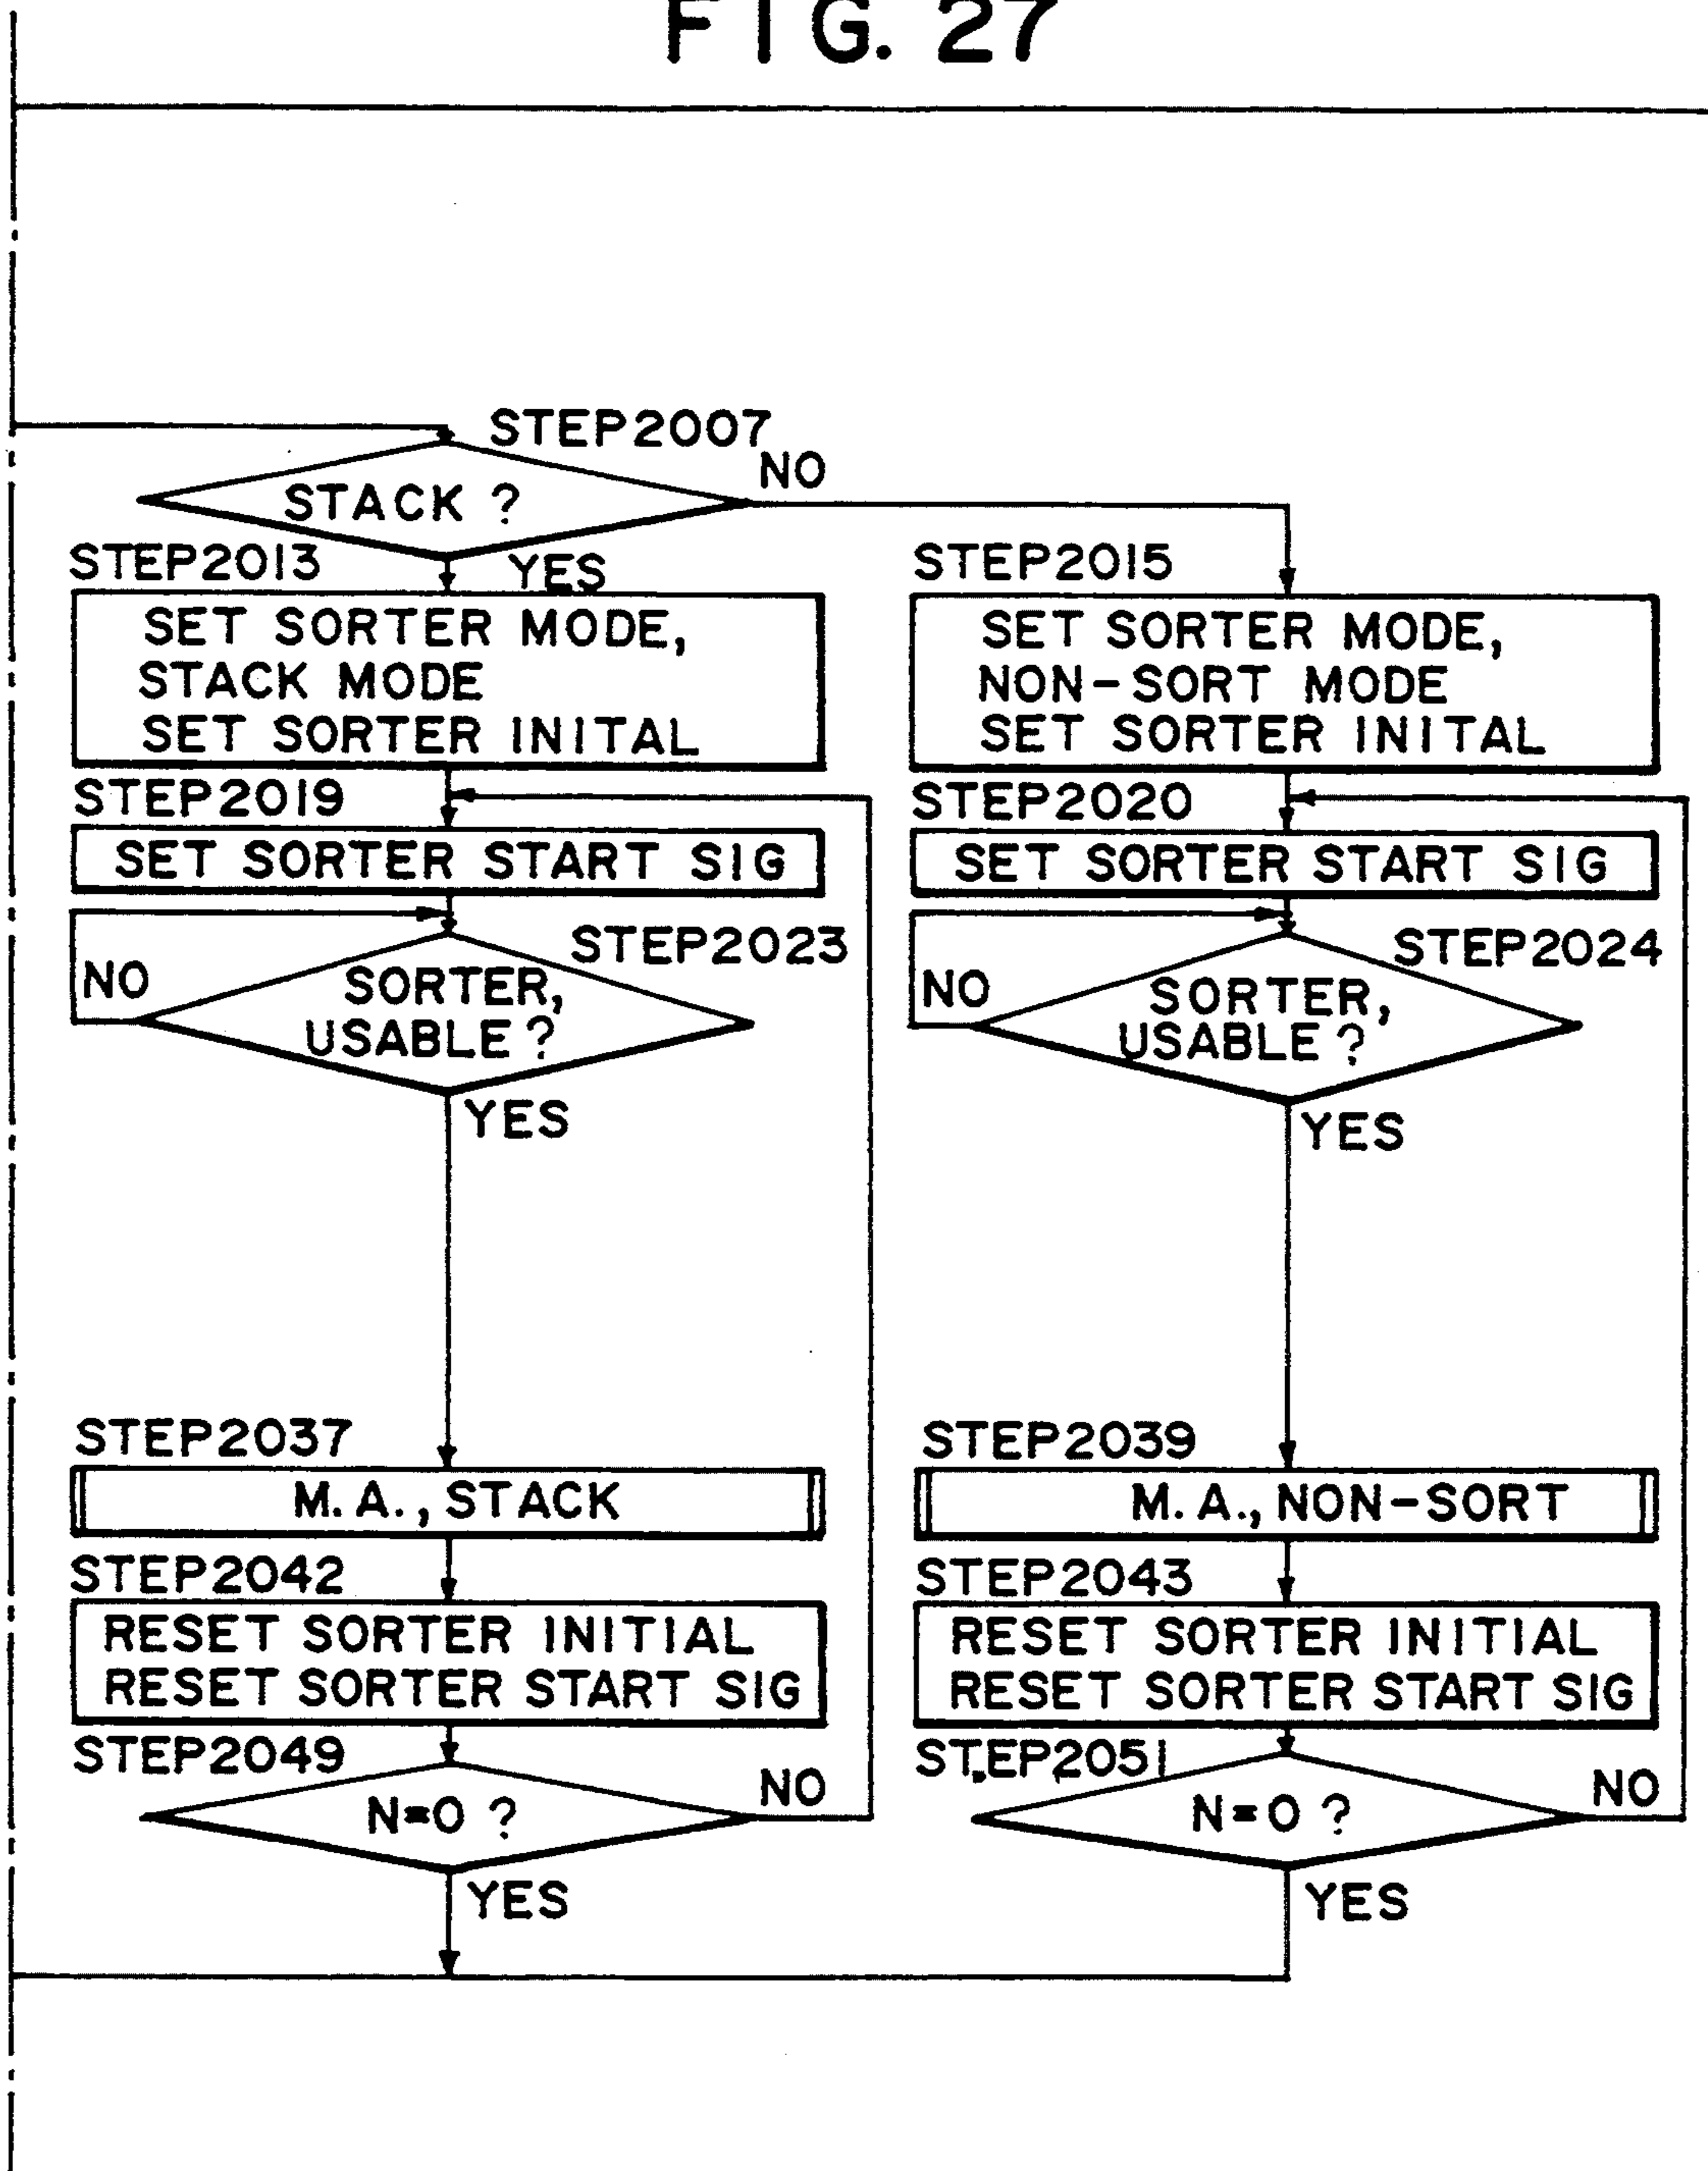 FIG. 27
STEP2007
STACK ?
NO
YES
STEP2013
SET SORTER MODE,
STACK MODE
SET SORTER INITAL
STEP2019
SET SORTER START SIG
STEP2023
NO
SORTER,
USABLE ?
YES
STEP2037
M. A., STACK
STEP2042
RESET SORTER INITIAL
RESET SORTER START SIG
STEP2049
N=0 ?
NO
YES
STEP2015
SET SORTER MODE,
NON-SORT MODE
SET SORTER INITAL
STEP2020
SET SORTER START SIG
STEP2024
NO
SORTER,
USABLE ?
YES
STEP2039
M. A., NON-SORT
STEP2043
RESET SORTER INITIAL
RESET SORTER START SIG
STEP2051
N=0 ?
NO
YES